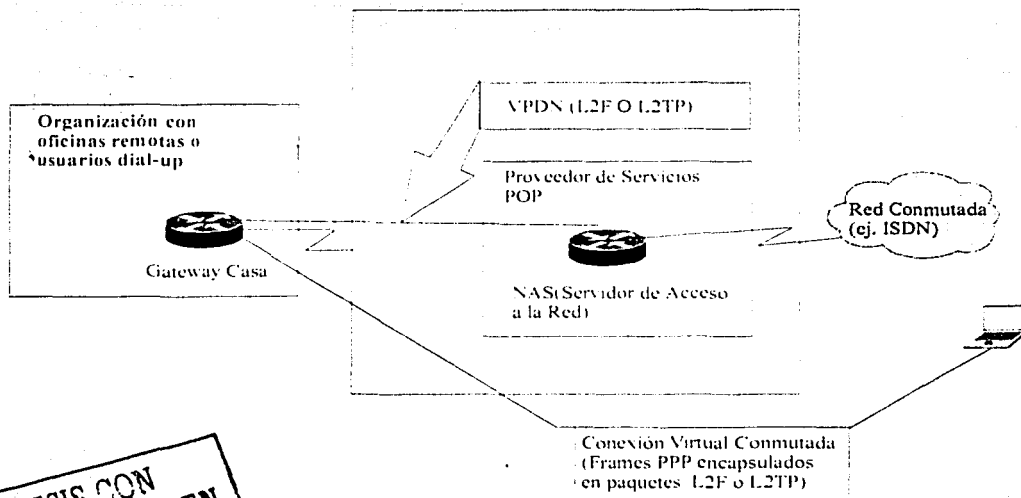 Organización con
oficinas remotas o
usuarios dial-up
Gateway Casa
VPDN (L2F O L2TP)
Proveedor de Servicios
POP
NAS(Servidor de Acceso
a la Red)
Red Conmutada
(ej. ISDN)
Conexión Virtual Conmutada
(Frames PPP encapsulados
en paquetes L2F o L2TP)
CON